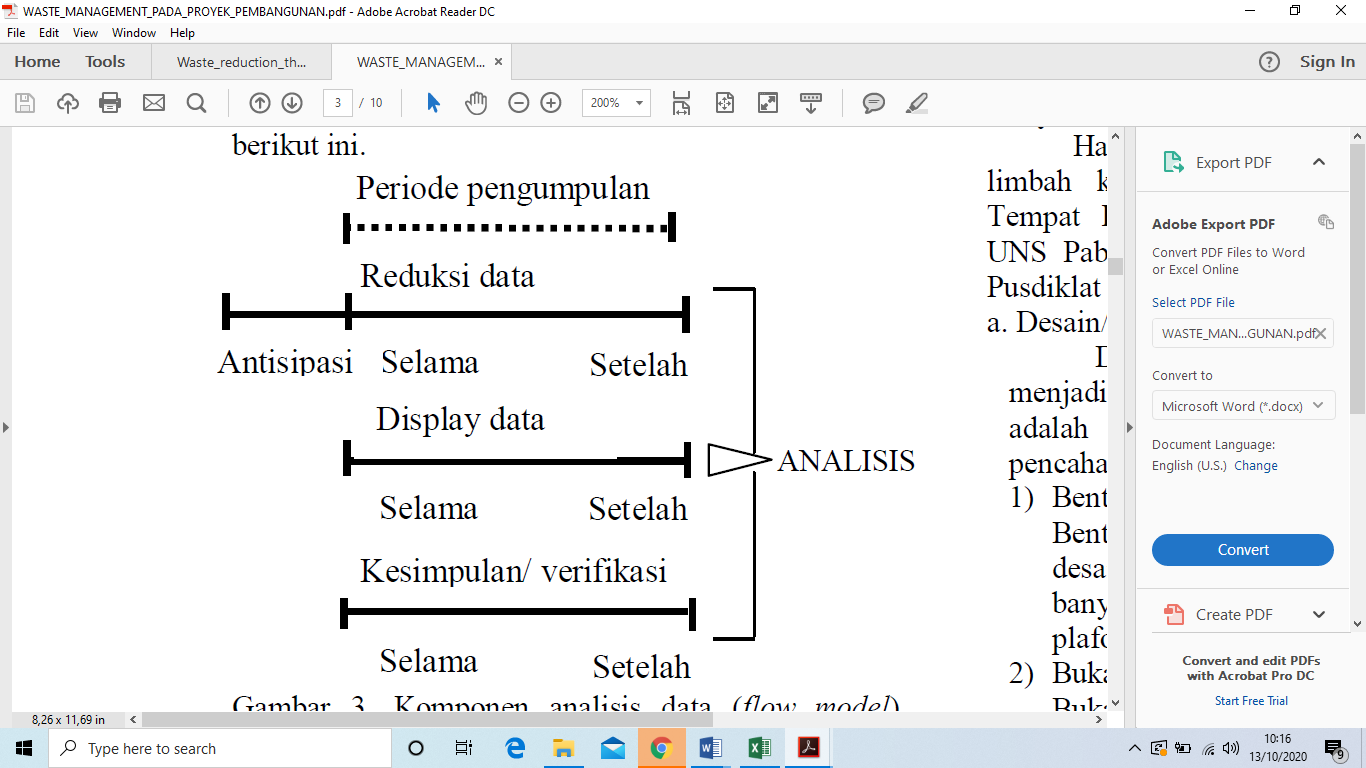 WASTE_MANAGEMENT_PADA_PROYEK_PEMBANGUNAN.pdf - Adobe Acrobat Reader DC
File Edit View Window Help
Home Tools Waste_reduction_th... WASTE_MANAGEM... Sign In
3 / 10 200%
berikut ini.
Periode pengumpulan
Reduksi data
Antisipasi Selama Setelah
Display data
ANALISIS
Selama Setelah
Kesimpulan/ verifikasi
Selama Setelah
Gambar 3. Komponen analisis data (flow model)
Ha
limbah k
Tempat
UNS Pab
Pusdiklat
a. Desain/
D
menjadi
adalah
pencaha
1) Bent
Bent
desa
bany
plafo
2) Buka
Buka
Export PDF
Adobe Export PDF
Convert PDF Files to Word
or Excel Online
Select PDF File
WASTE_MAN...GUNAN.pdf
Convert to
Microsoft Word (*.docx)
Document Language:
English (U.S.) Change
Convert
Create PDF
Convert and edit PDFs
with Acrobat Pro DC
Start Free Trial
8,26 x 11,69 in
Type here to search
10:16
13/10/2020
9